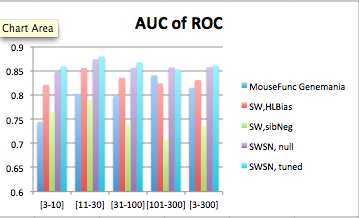 AUC of ROC
Chart Area
0.9
0.85
0.8
0.75
0.7
0.65
0.6
[3-10] [11-30] [31-100] [101-300] [3-300]
MouseFunc Genemania
SW,HLBias
SW,sibNeg
SWSN, null
SWSN, tuned